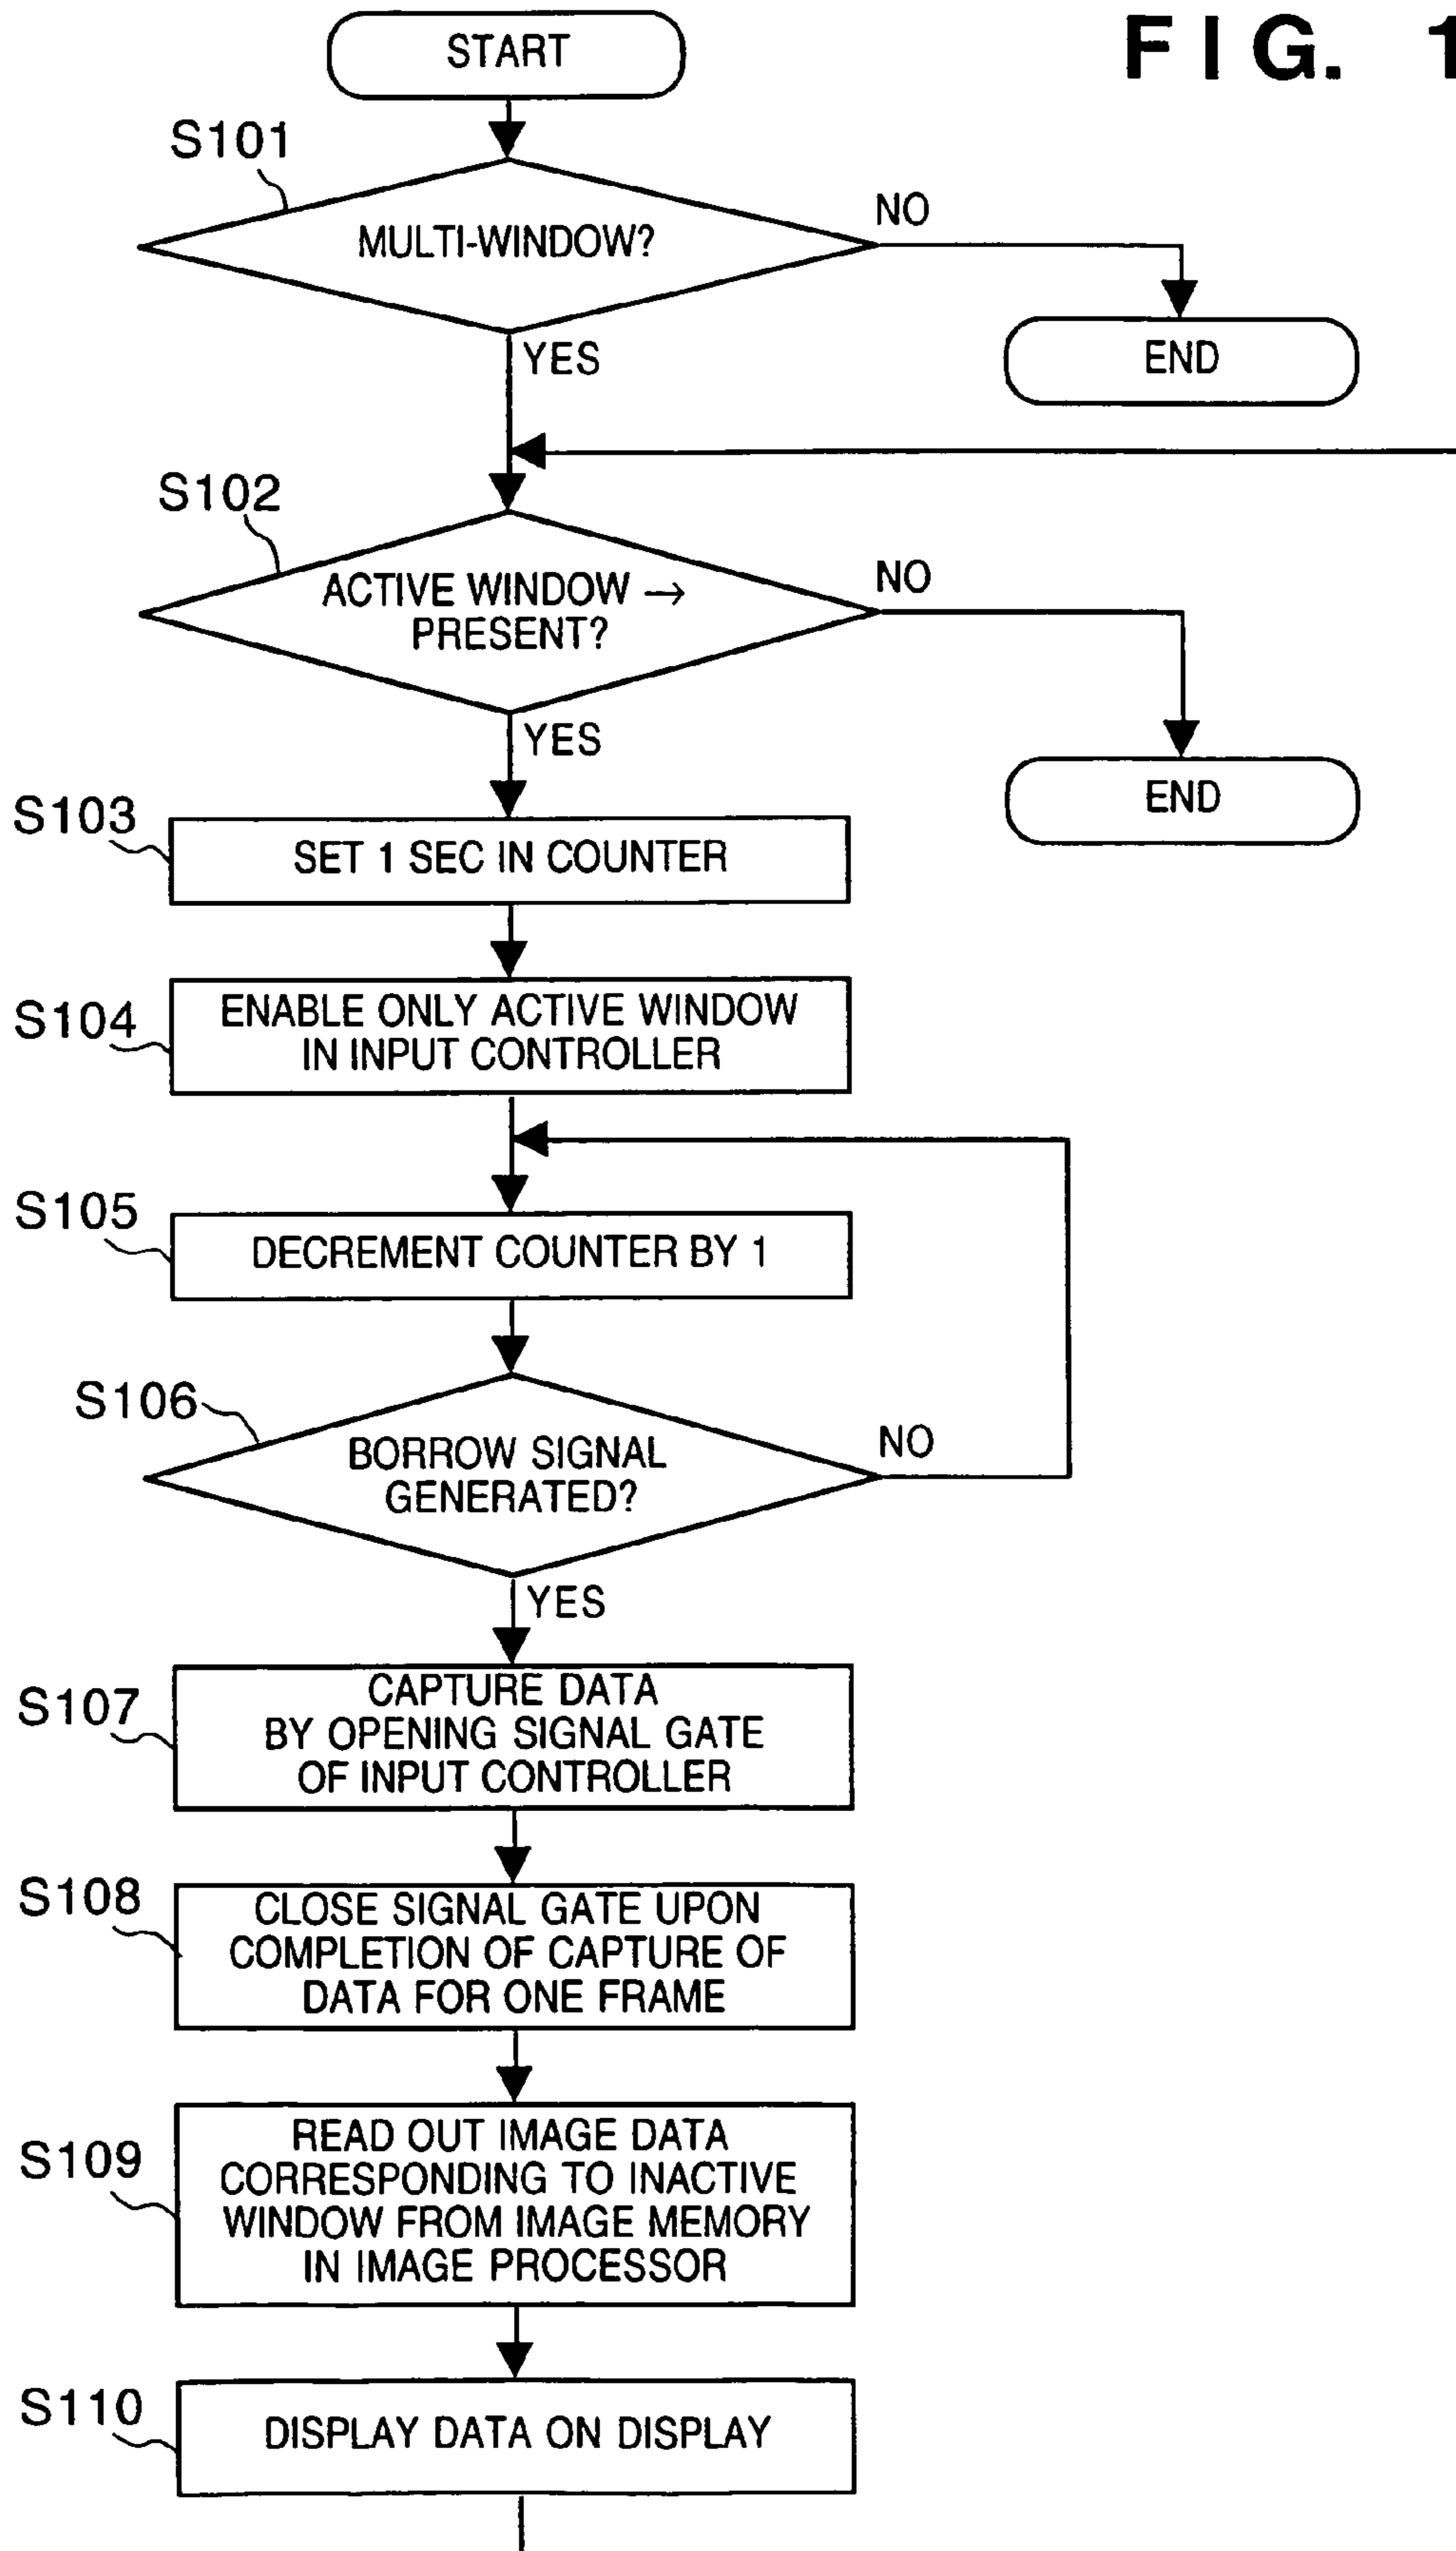 FIG. 1
START
S101
MULTI-WINDOW?
NO
YES
END
S102
ACTIVE WINDOW →
PRESENT?
NO
YES
END
S103
SET 1 SEC IN COUNTER
S104
ENABLE ONLY ACTIVE WINDOW
IN INPUT CONTROLLER
S105
DECREMENT COUNTER BY 1
S106
BORROW SIGNAL
GENERATED?
NO
YES
S107
CAPTURE DATA
BY OPENING SIGNAL GATE
OF INPUT CONTROLLER
S108
CLOSE SIGNAL GATE UPON
COMPLETION OF CAPTURE OF
DATA FOR ONE FRAME
S109
READ OUT IMAGE DATA
CORRESPONDING TO INACTIVE
WINDOW FROM IMAGE MEMORY
IN IMAGE PROCESSOR
S110
DISPLAY DATA ON DISPLAY